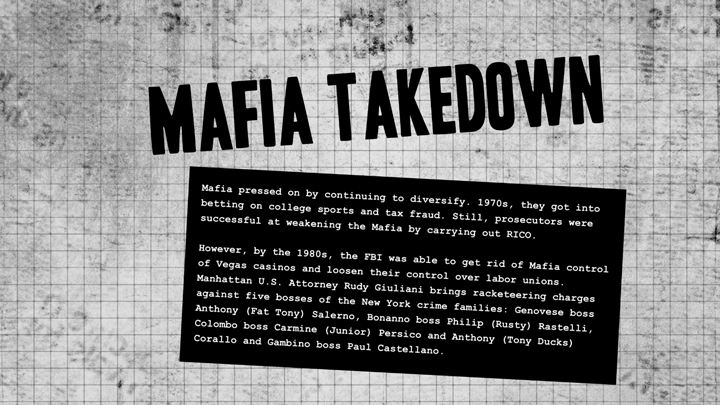 MAFIA TAKEDOWN
Mafia pressed on by continuing to diversify. 1970s, they got into
betting on college sports and tax fraud. Still, prosecutors were
successful at weakening the Mafia by carrying out RICO.
However, by the 1980s, the FBI was able to get rid of Mafia control
of Vegas casinos and loosen their control over labor unions.
Manhattan U.S. Attorney Rudy Giuliani brings racketeering charges
against five bosses of the New York crime families: Genovese boss
Anthony (Fat Tony) Salerno, Bonanno boss Philip (Rusty) Rastelli,
Colombo boss Carmine (Junior) Persico and Anthony (Tony Ducks)
Corallo and Gambino boss Paul Castellano.